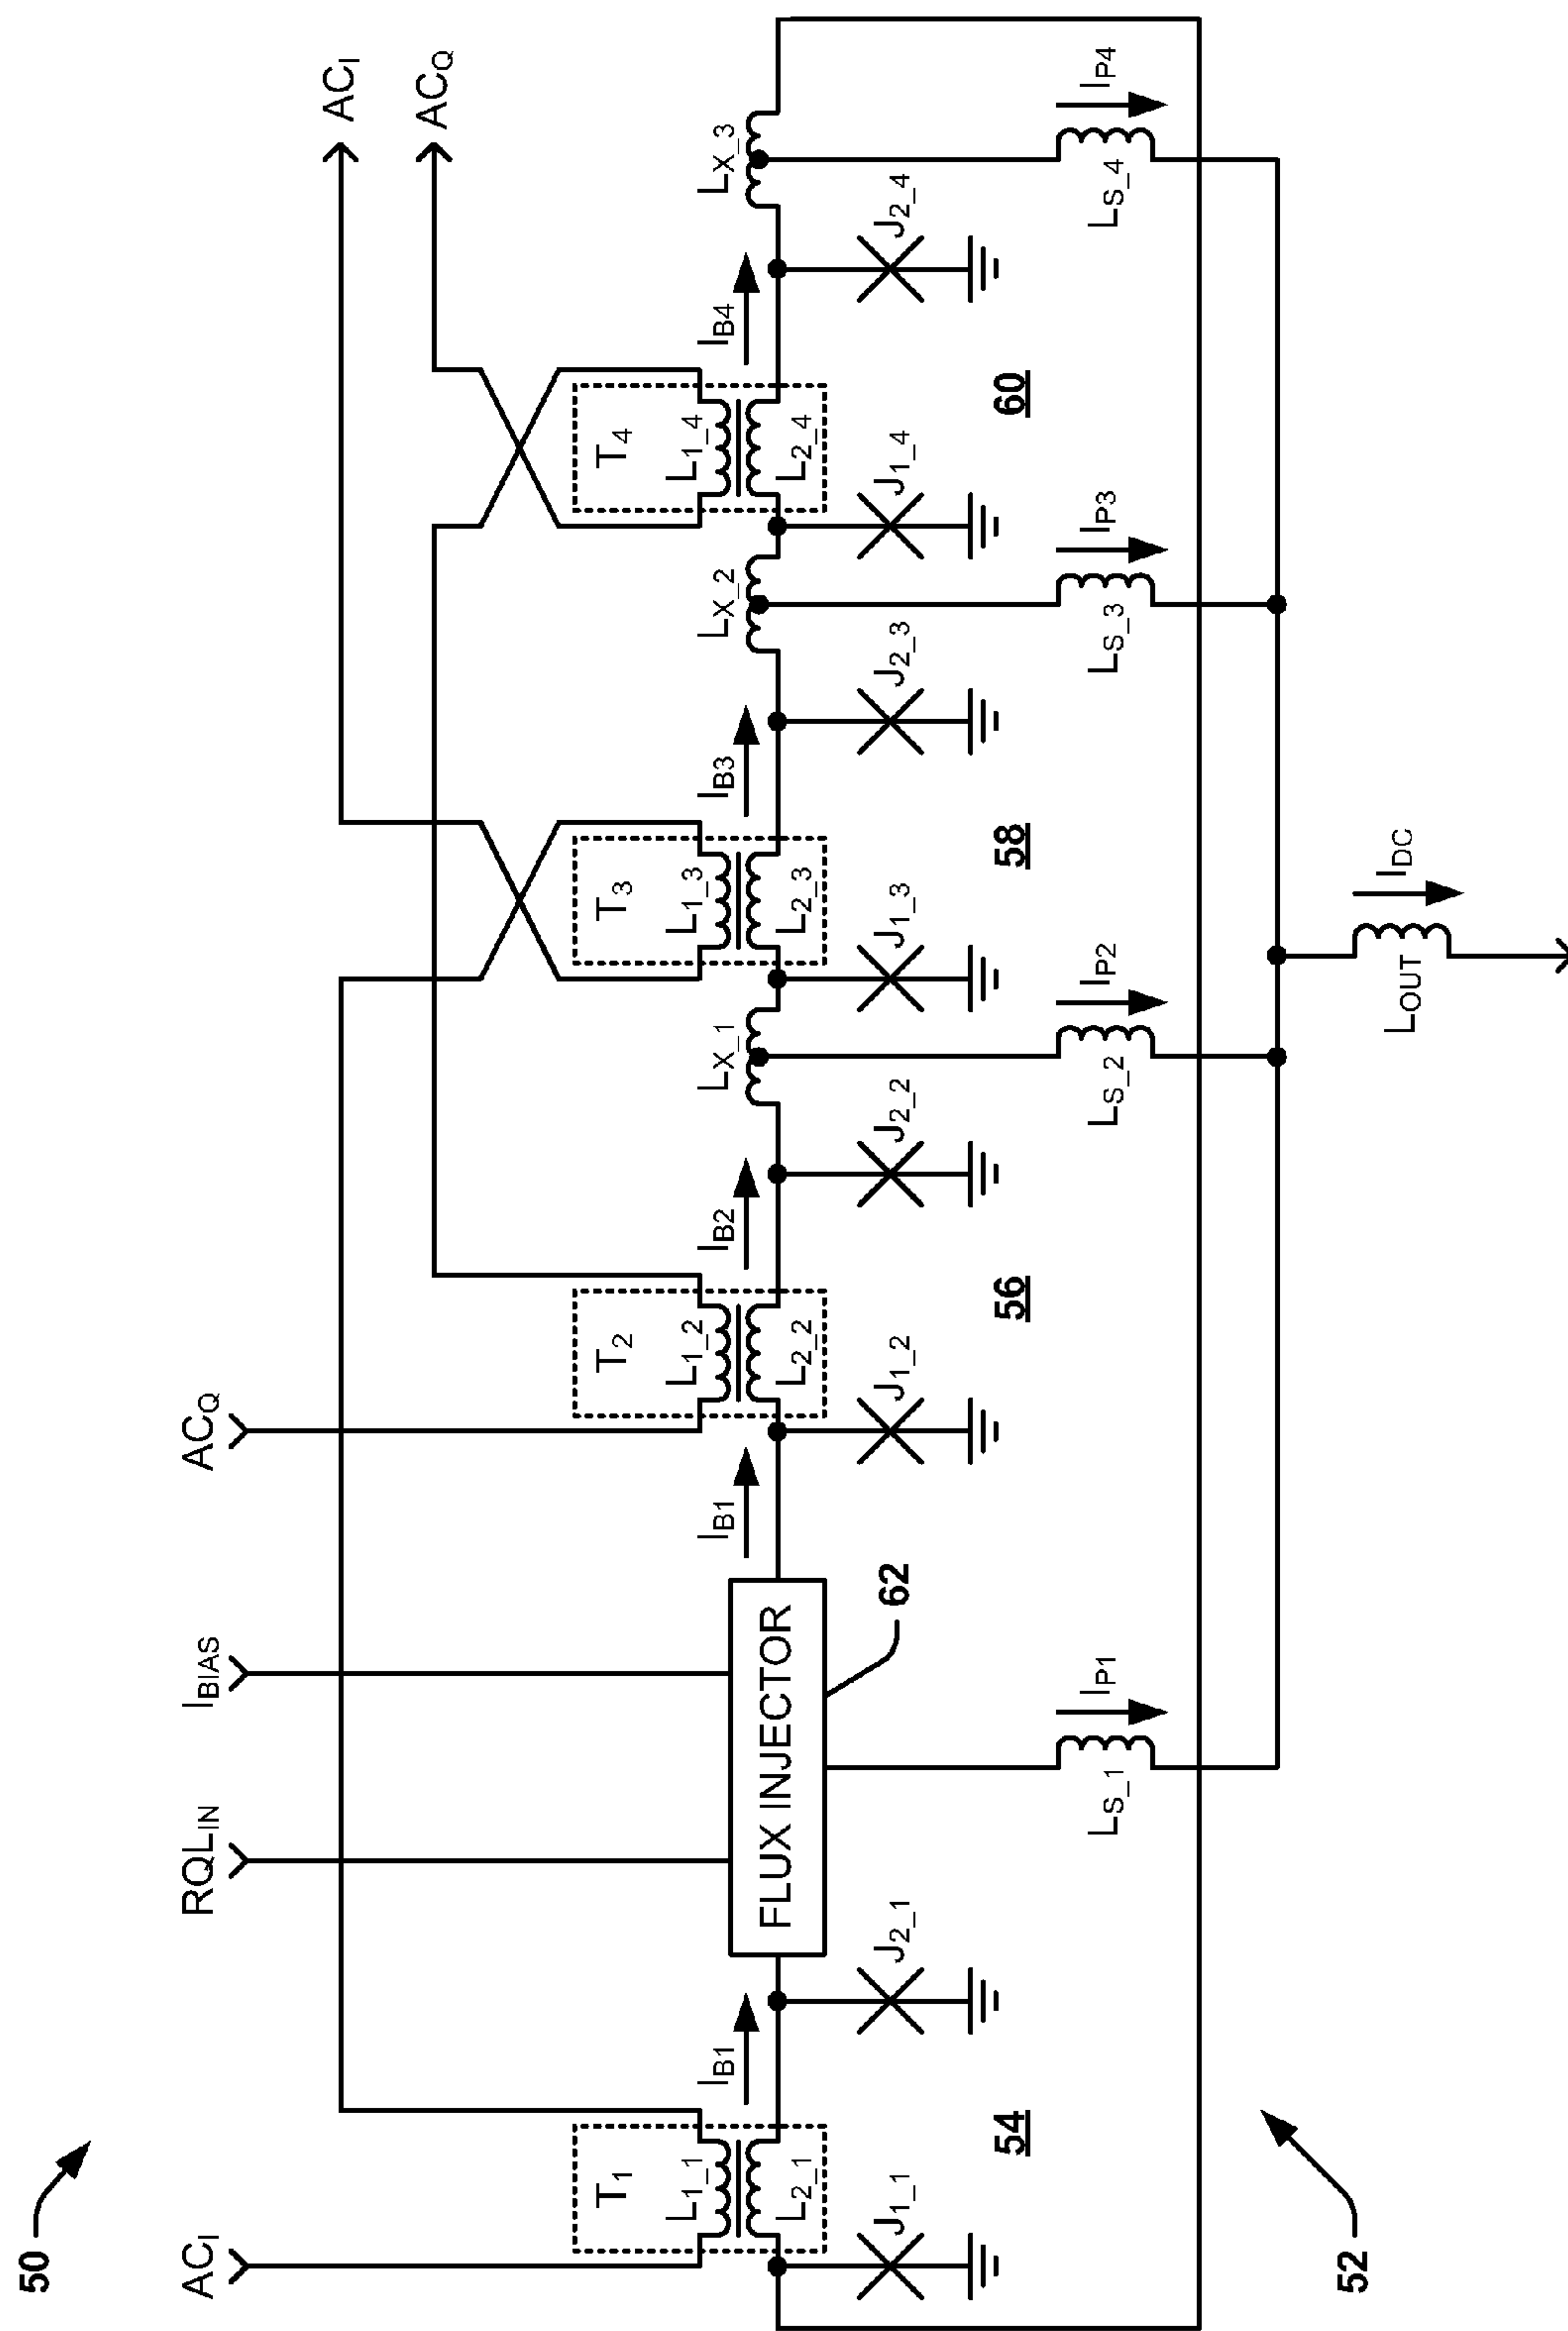 50
AC_I
RQL_IN
I_BIAS
AC_Q
AC_I
AC_Q
T_1
L_1_1
L_2_1
I_B1
FLUX INJECTOR
62
I_B1
T_2
L_1_2
L_2_2
I_B2
L_X_1
T_3
L_1_3
L_2_3
I_B3
L_X_2
T_4
L_1_4
L_2_4
I_B4
L_X_3
J_1_1
J_2_1
J_1_2
J_2_2
J_1_3
J_2_3
J_1_4
J_2_4
54
56
58
60
L_S_1
I_P1
L_S_2
I_P2
L_S_3
I_P3
L_S_4
I_P4
52
L_OUT
I_DC